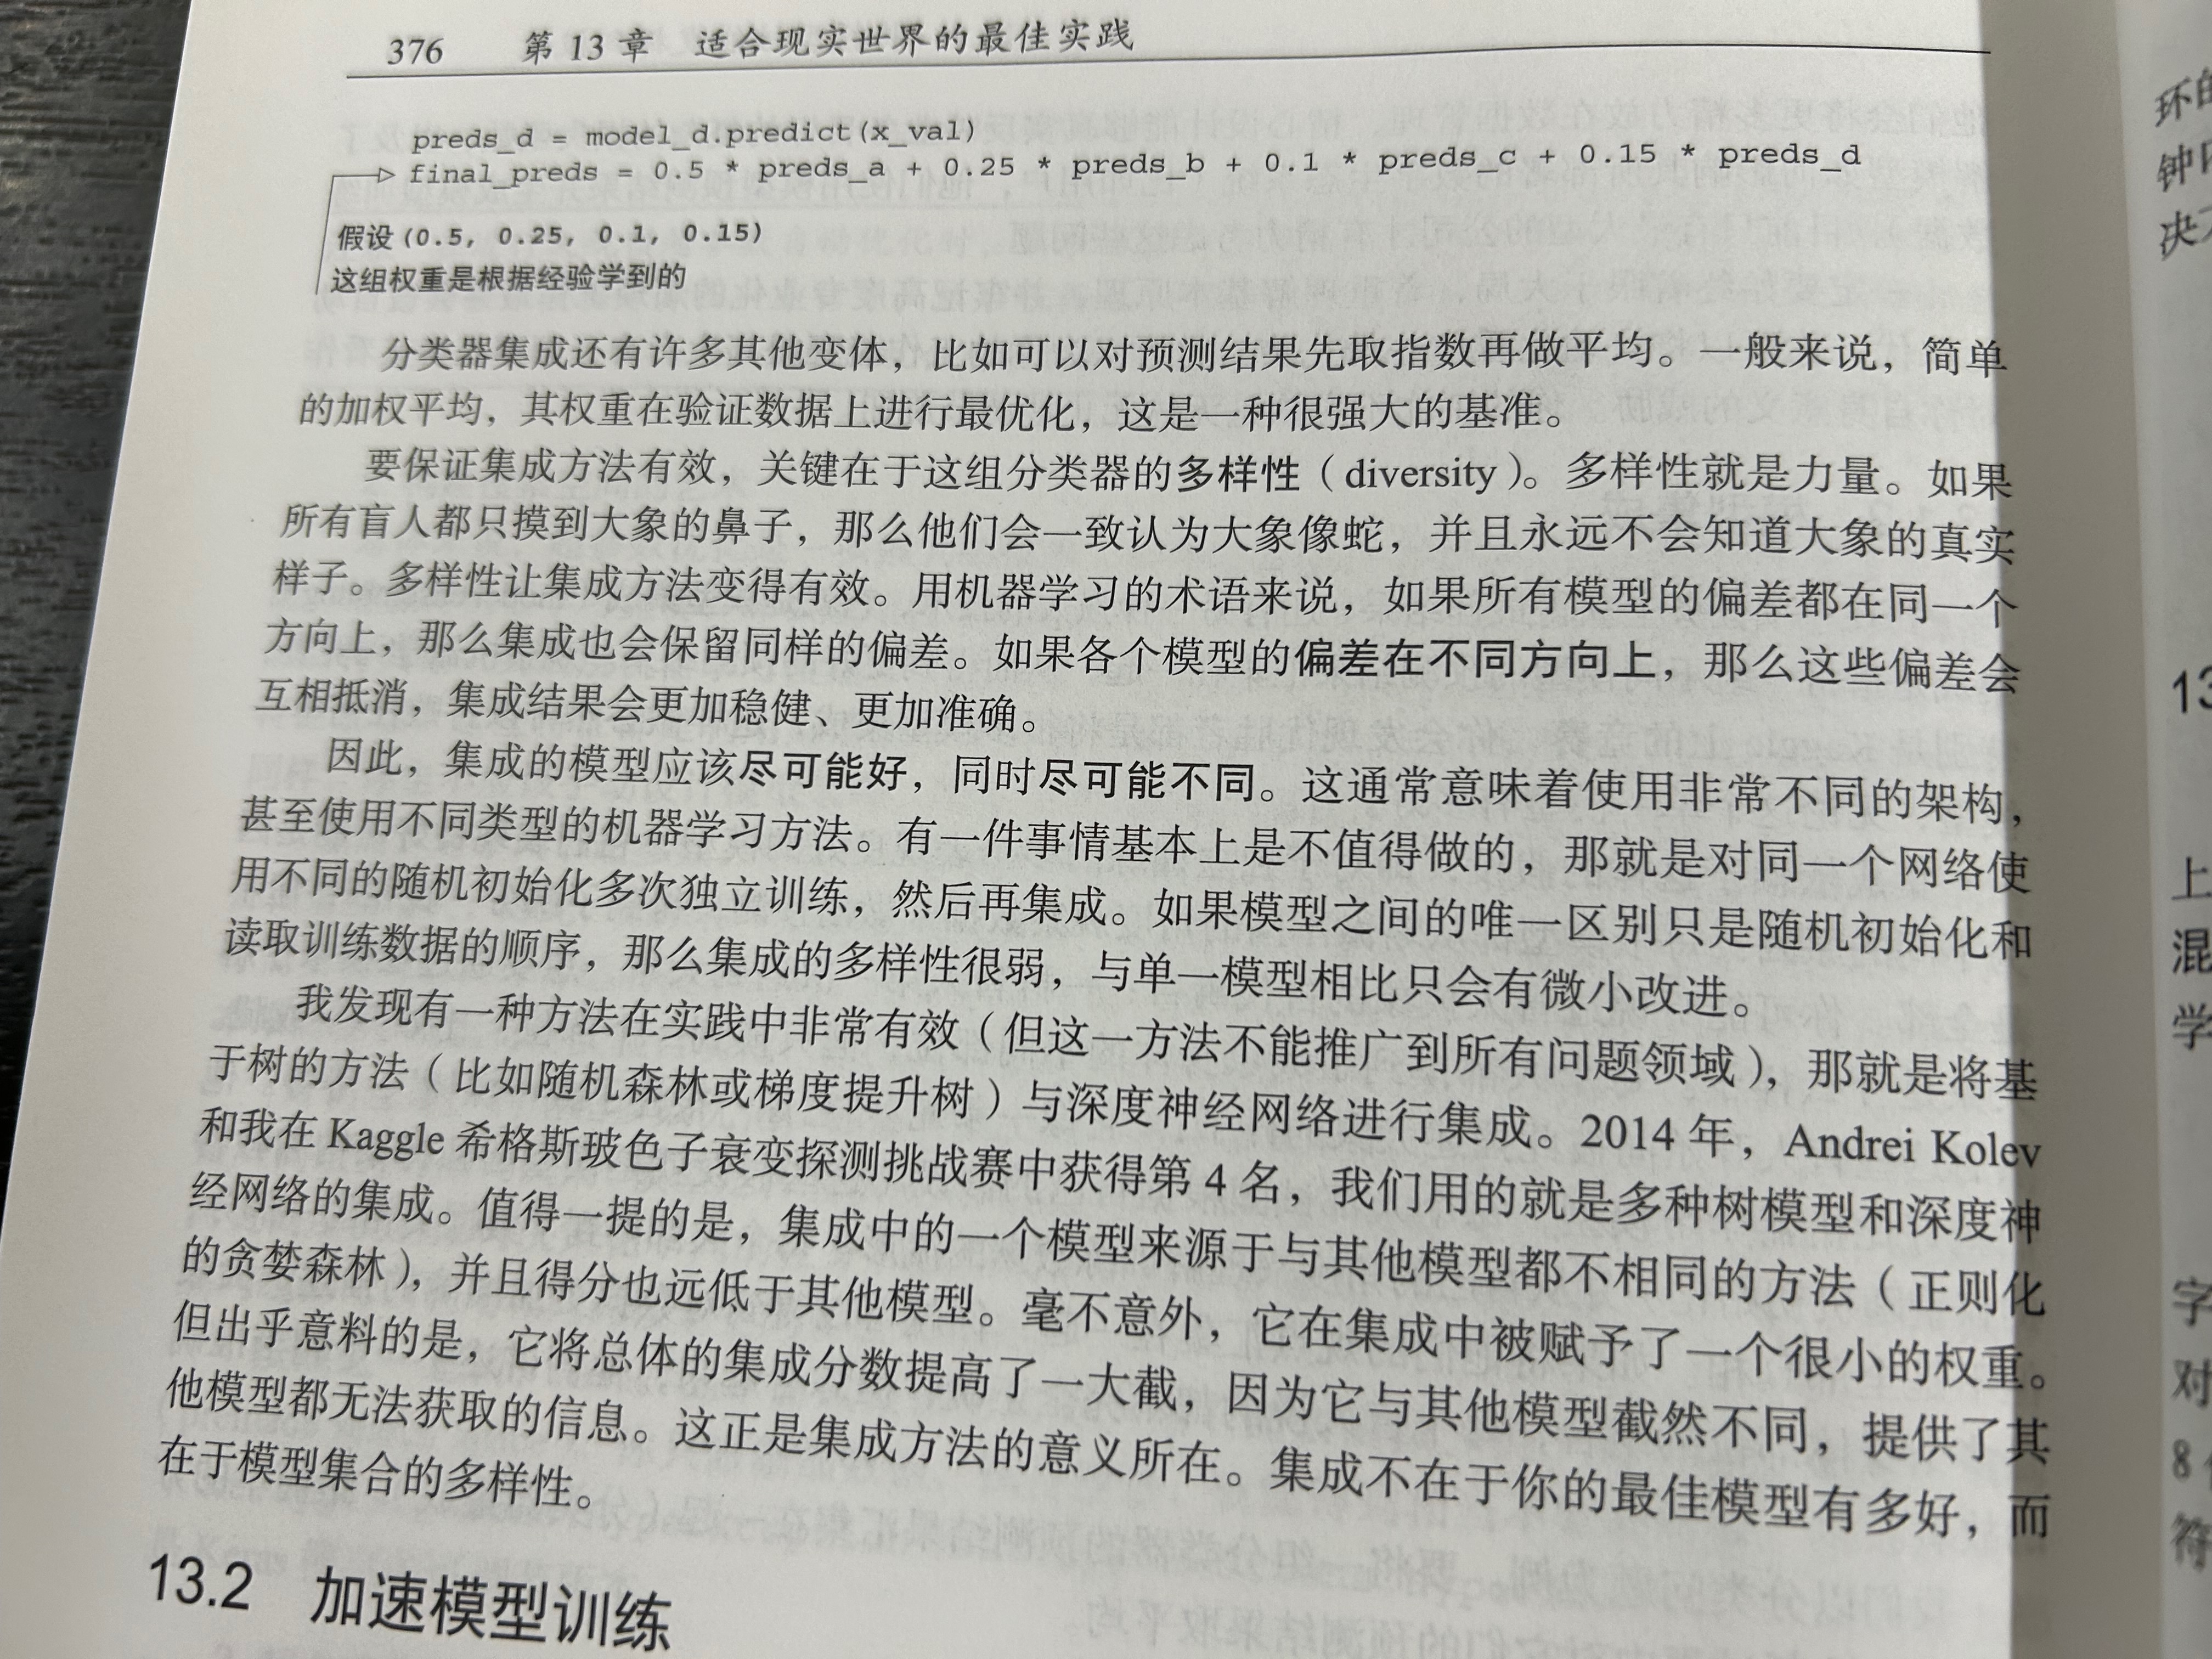 376 第 13 章 适合现实世界的最佳实践
preds_d = model_d.predict(x_val)
final_preds = 0.5 * preds_a + 0.25 * preds_b + 0.1 * preds_c + 0.15 * preds_d
假设(0.5, 0.25, 0.1, 0.15)
这组权重是根据经验学到的
分类器集成还有许多其他变体，比如可以对预测结果先取指数再做平均。一般来说，简单
的加权平均，其权重在验证数据上进行最优化，这是一种很强大的基准。
要保证集成方法有效，关键在于这组分类器的多样性（diversity）。多样性就是力量。如果
所有盲人都只摸到大象的鼻子，那么他们会一致认为大象像蛇，并且永远不会知道大象的真实
样子。多样性让集成方法变得有效。用机器学习的术语来说，如果所有模型的偏差都在同一个
方向上，那么集成也会保留同样的偏差。如果各个模型的偏差在不同方向上，那么这些偏差会
互相抵消，集成结果会更加稳健、更加准确。
因此，集成的模型应该尽可能好，同时尽可能不同。这通常意味着使用非常不同的架构，
甚至使用不同类型的机器学习方法。有一件事情基本上是不值得做的，那就是对同一个网络使
用不同的随机初始化多次独立训练，然后再集成。如果模型之间的唯一区别只是随机初始化和
读取训练数据的顺序，那么集成的多样性很弱，与单一模型相比只会有微小改进。
我发现有一种方法在实践中非常有效（但这一方法不能推广到所有问题领域），那就是将基
于树的方法（比如随机森林或梯度提升树）与深度神经网络进行集成。2014 年，Andrei Kolev
和我在 Kaggle 希格斯玻色子衰变探测挑战赛中获得第 4 名，我们用的就是多种树模型和深度神
经网络的集成。值得一提的是，集成中的一个模型来源于与其他模型都不相同的方法（正则化
的贪婪森林），并且得分也远低于其他模型。毫不意外，它在集成中被赋予了一个很小的权重。
但出乎意料的是，它将总体的集成分数提高了一大截，因为它与其他模型截然不同，提供了其
他模型都无法获取的信息。这正是集成方法的意义所在。集成不在于你的最佳模型有多好，而
在于模型集合的多样性。
13.2 加速模型训练
钟
决
13
上
混
学
字
对
8
符